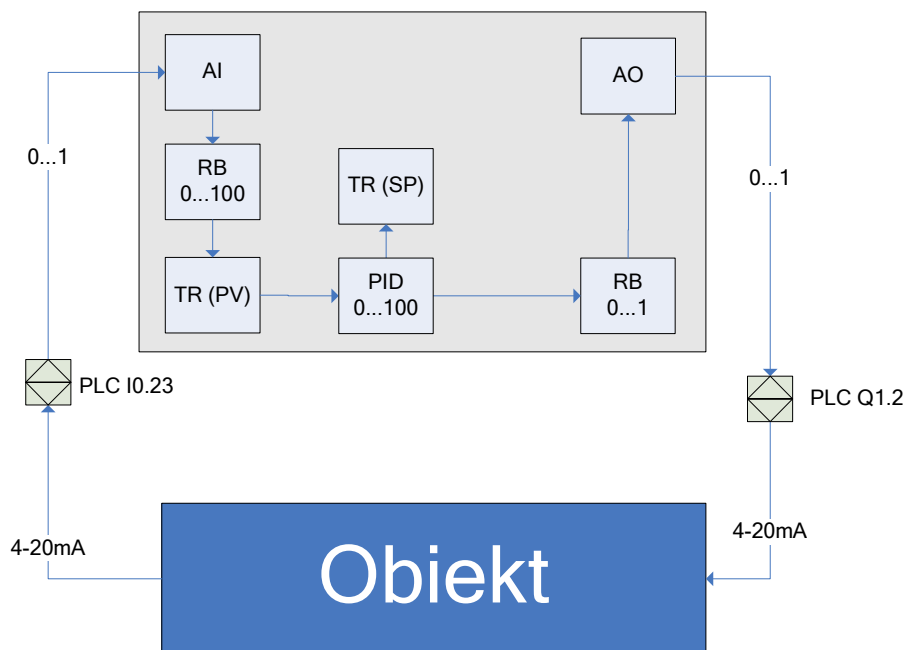 AI
AO
0...1
RB
0...100
TR (SP)
0...1
TR (PV)
PID
0...100
RB
0...1
PLC I0.23
PLC Q1.2
4-20mA
4-20mA
Obiekt